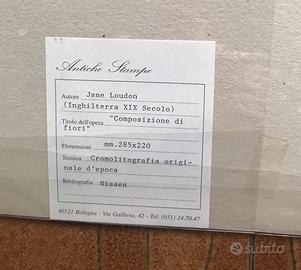 Antiche Stampe
Autore Jane Loudon
(Inghilterra XIX Secolo)
Titolo dell'opera "Composizione di
fiori"
Dimensioni mm.285x220
Tecnica Cromolitografia origi-
nale d'epoca
Bibliografia Nissen
40121 Bologna - Via Galliera, 42 - Tel. (051) 24.70.47
subito